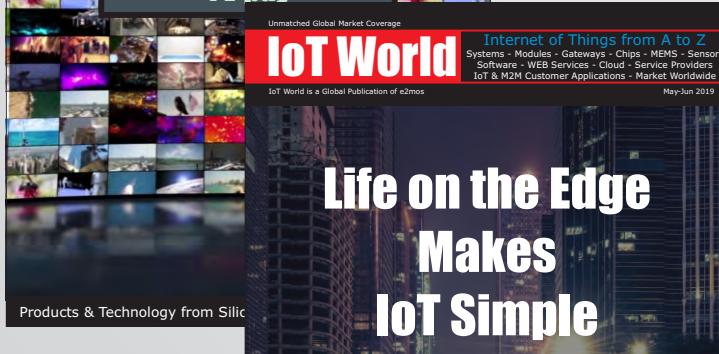 Unmatched Global Market Coverage
IoT World
Internet of Things from A to Z
Systems - Modules - Gateways - Chips - MEMS - Sensor
Software - WEB Services - Cloud - Service Providers
IoT & M2M Customer Applications - Market Worldwide
IoT World is a Global Publication of e2mos
May-Jun 2019
Life on the Edge
Makes
IoT Simple
Products & Technology from Silic